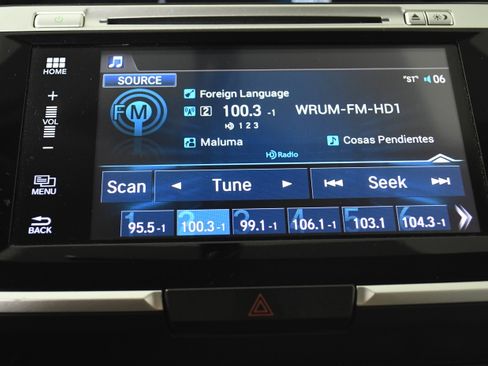 HOME
SOURCE
"ST" 06
Foreign Language
FM
2 100.3-1 WRUM-FM-HD1
HD 1 2 3
+
VOL
–
Maluma Cosas Pendientes
HD Radio
MENU
Scan Tune Seek
BACK
1 2 3 4 5 6
95.5-1 100.3-1 99.1-1 106.1-1 103.1 104.3-1